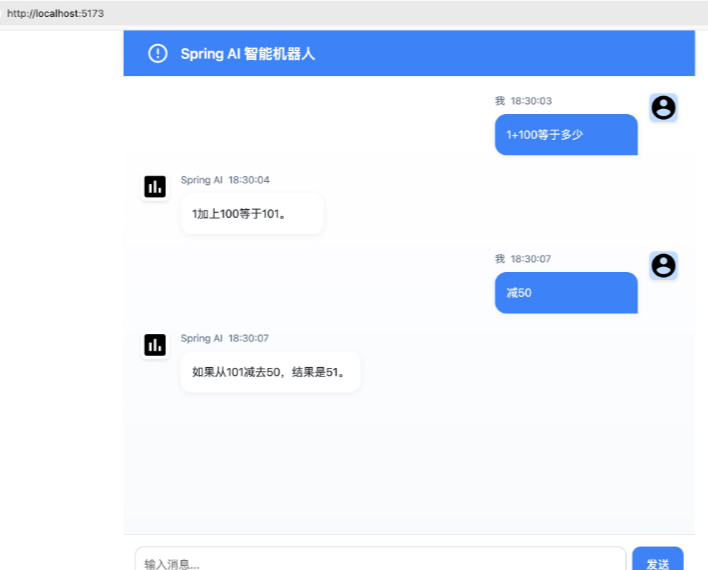 http://localhost:5173
Spring AI 智能机器人
我 18:30:03
1+100等于多少
Spring AI 18:30:04
1加上100等于101。
我 18:30:07
减50
Spring AI 18:30:07
如果从101减去50，结果是51。
输入消息...
发送